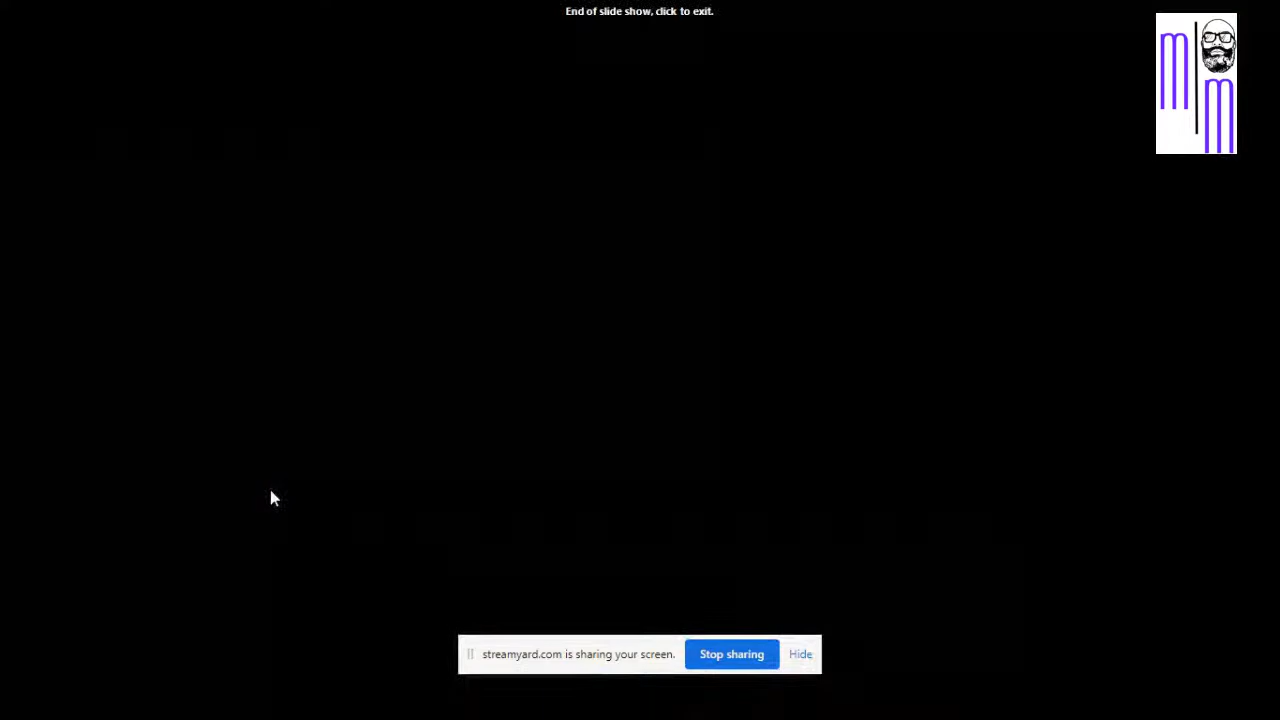 End of slide show, click to exit.
m
m
streamyard.com is sharing your screen.
Stop sharing
Hide